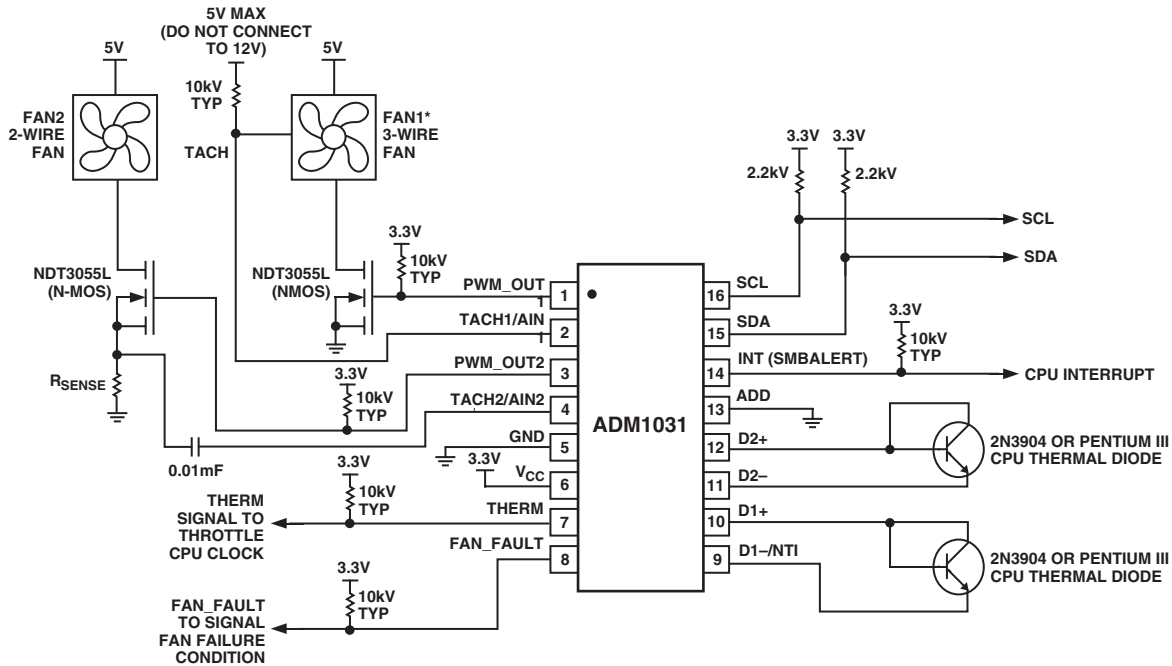 5V MAX
(DO NOT CONNECT
TO 12V)
5V
5V
10kV
TYP
FAN2
2-WIRE
FAN
TACH
FAN1*
3-WIRE
FAN
3.3V
3.3V
2.2kV
2.2kV
SCL
SDA
NDT3055L
(N-MOS)
NDT3055L
(NMOS)
3.3V
10kV
TYP
PWM_OUT
1
1
16
SCL
TACH1/AIN
1
2
15
SDA
3.3V
10kV
TYP
PWM_OUT2
3
14
INT (SMBALERT)
CPU INTERRUPT
RSENSE
3.3V
10kV
TYP
TACH2/AIN2
4
13
ADD
ADM1031
0.01mF
GND
5
12
D2+
2N3904 OR PENTIUM III
CPU THERMAL DIODE
3.3V
VCC
6
11
D2–
THERM
SIGNAL TO
THROTTLE
CPU CLOCK
3.3V
10kV
TYP
THERM
7
10
D1+
FAN_FAULT
8
9
D1–/NTI
2N3904 OR PENTIUM III
CPU THERMAL DIODE
FAN_FAULT
TO SIGNAL
FAN FAILURE
CONDITION
3.3V
10kV
TYP